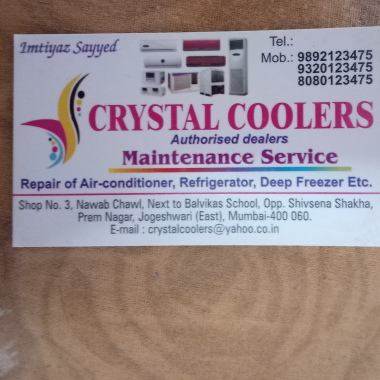 Imtiyaz Sayyed
Tel.:
Mob.: 9892123475
9320123475
8080123475
CRYSTAL COOLERS
Authorised dealers
Maintenance Service
Repair of Air-conditioner, Refrigerator, Deep Freezer Etc.
Shop No. 3, Nawab Chawl, Next to Balvikas School, Opp. Shivsena Shakha,
Prem Nagar, Jogeshwari (East), Mumbai-400 060.
E-mail : crystalcoolers@yahoo.co.in